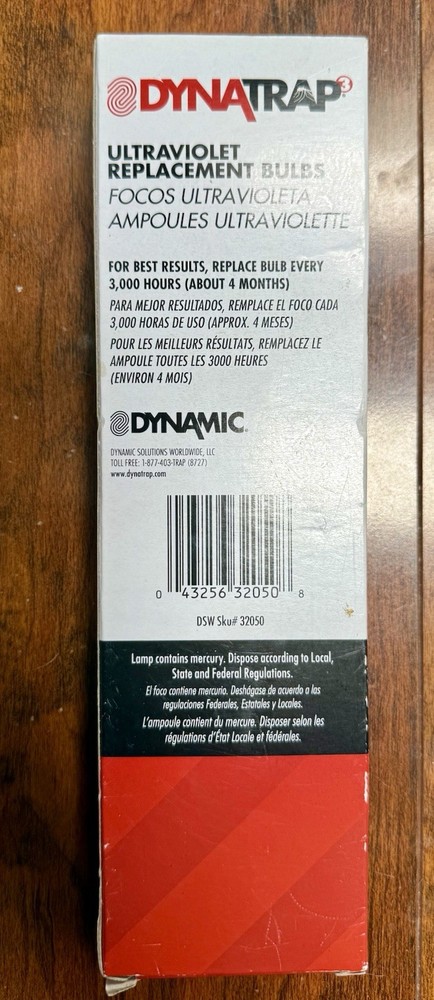 DYNATRAP®3
ULTRAVIOLET
REPLACEMENT BULBS
FOCOS ULTRAVIOLETA
AMPOULES ULTRAVIOLETTE
FOR BEST RESULTS, REPLACE BULB EVERY
3,000 HOURS (ABOUT 4 MONTHS)
PARA MEJOR RESULTADOS, REMPLACE EL FOCO CADA
3,000 HORAS DE USO (APPROX. 4 MESES)
POUR LES MEILLEURS RÉSULTATS, REMPLACEZ LE
AMPOULE TOUTES LES 3000 HEURES
(ENVIRON 4 MOIS)
DYNAMIC
DYNAMIC SOLUTIONS WORLDWIDE, LLC
TOLL FREE: 1-877-403-TRAP (8727)
www.dynatrap.com
0 43256 32050 8
DSW Sku# 32050
Lamp contains mercury. Dispose according to Local,
State and Federal Regulations.
El foco contiene mercurio. Deshágase de acuerdo a las
regulaciones Federales, Estatales y Locales.
L'ampoule contient du mercure. Disposer selon les
régulations d'État Locale et fédérales.